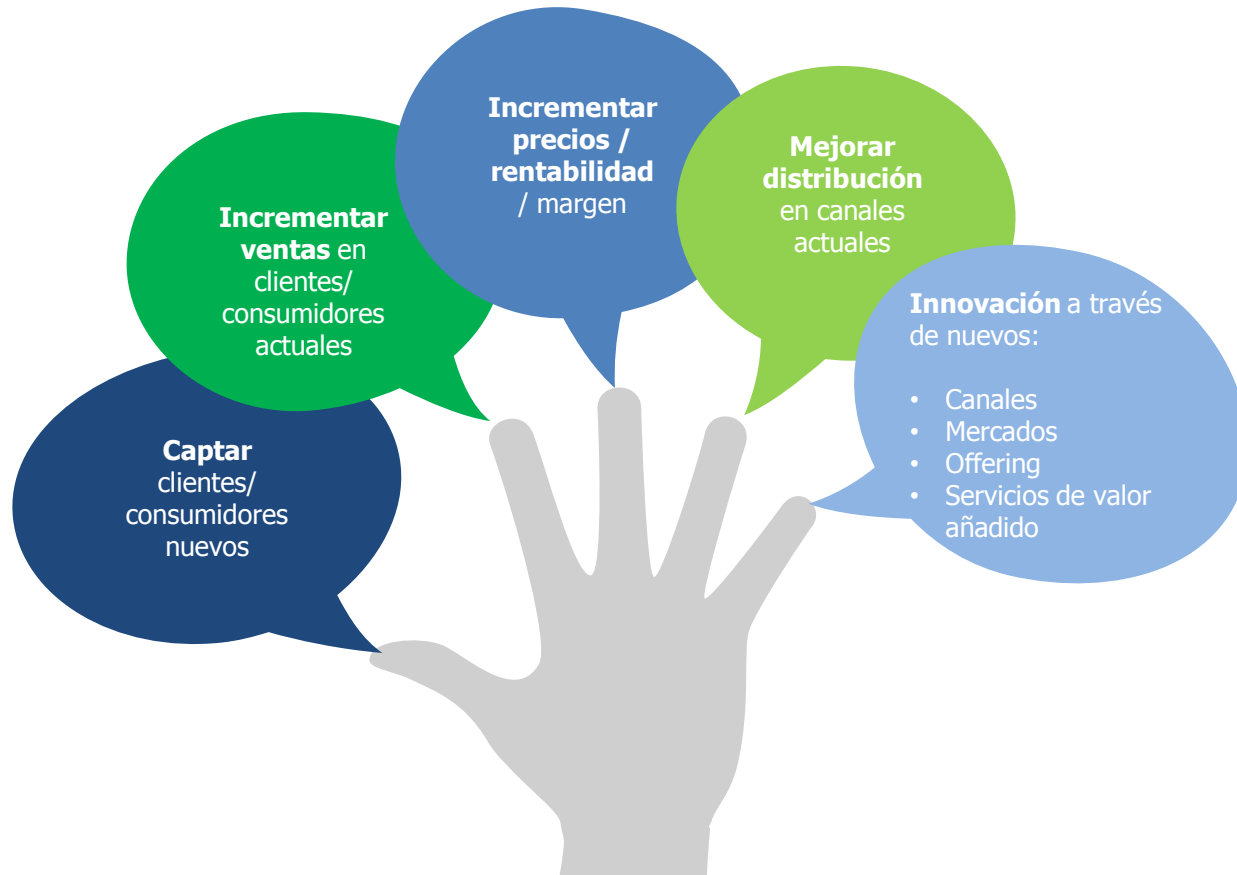 Captar
clientes/
consumidores
nuevos
Incrementar
ventas en
clientes/
consumidores
actuales
Incrementar
precios /
rentabilidad
/ margen
Mejorar
distribución
en canales
actuales
Innovación a través
de nuevos:
• Canales
• Mercados
• Offering
• Servicios de valor
añadido